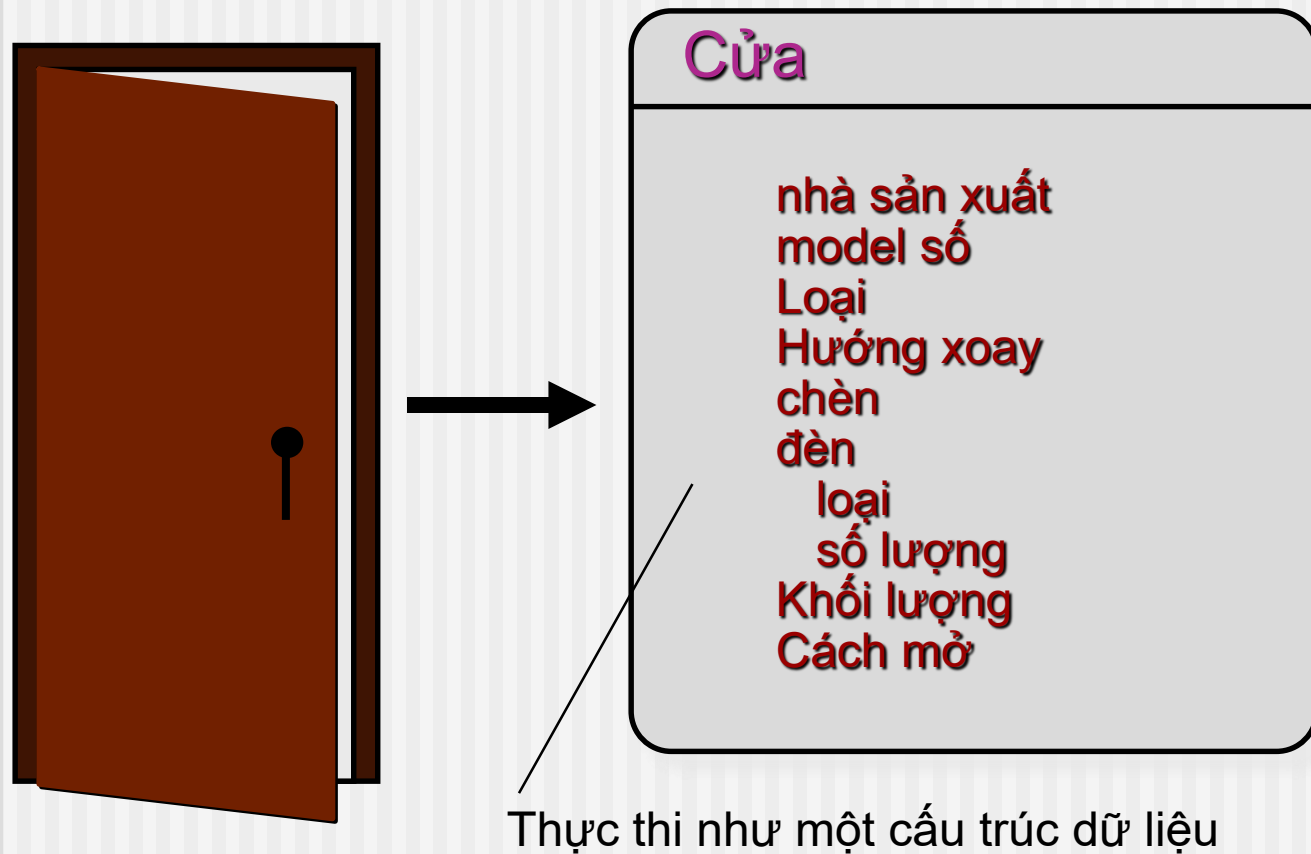 Cửa
nhà sản xuất
model số
Loại
Hướng xoay
chèn
đèn
loại
số lượng
Khối lượng
Cách mở
Thực thi như một cấu trúc dữ liệu